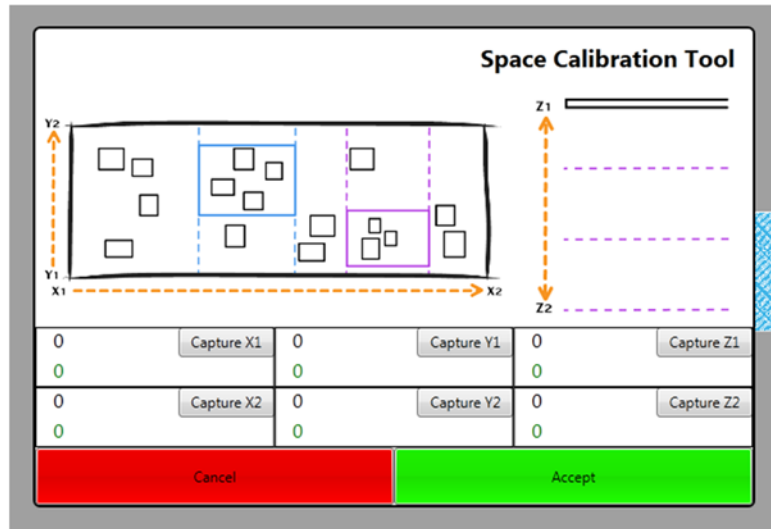 Space Calibration Tool
Z1
Y2
Y1
X1
X2
Z2
0 Capture X1 0 Capture Y1 0 Capture Z1
0 0 0
0 Capture X2 0 Capture Y2 0 Capture Z2
0 0 0
Cancel Accept